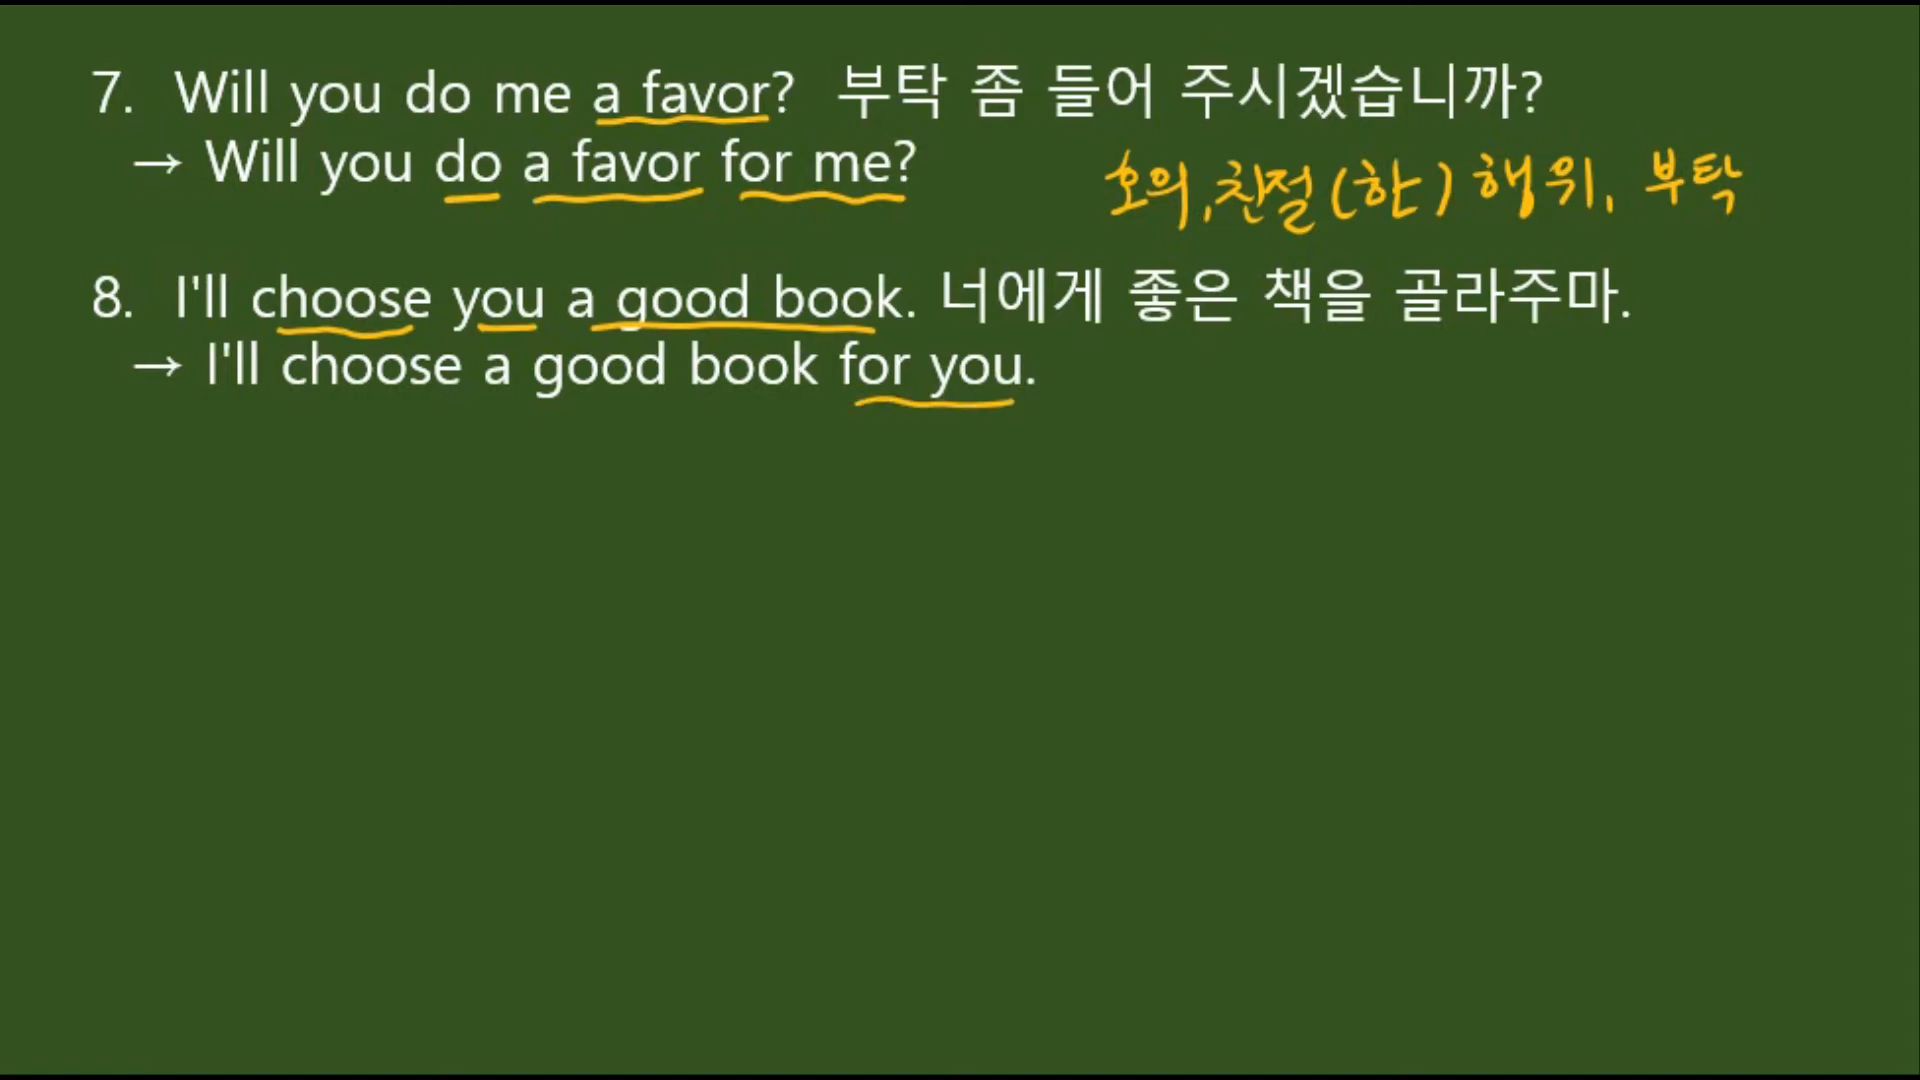 7. Will you do me a favor? 부탁 좀 들어 주시겠습니까?
→ Will you do a favor for me?
호의, 친절(한) 행위, 부탁
8. I'll choose you a good book. 너에게 좋은 책을 골라주마.
→ I'll choose a good book for you.